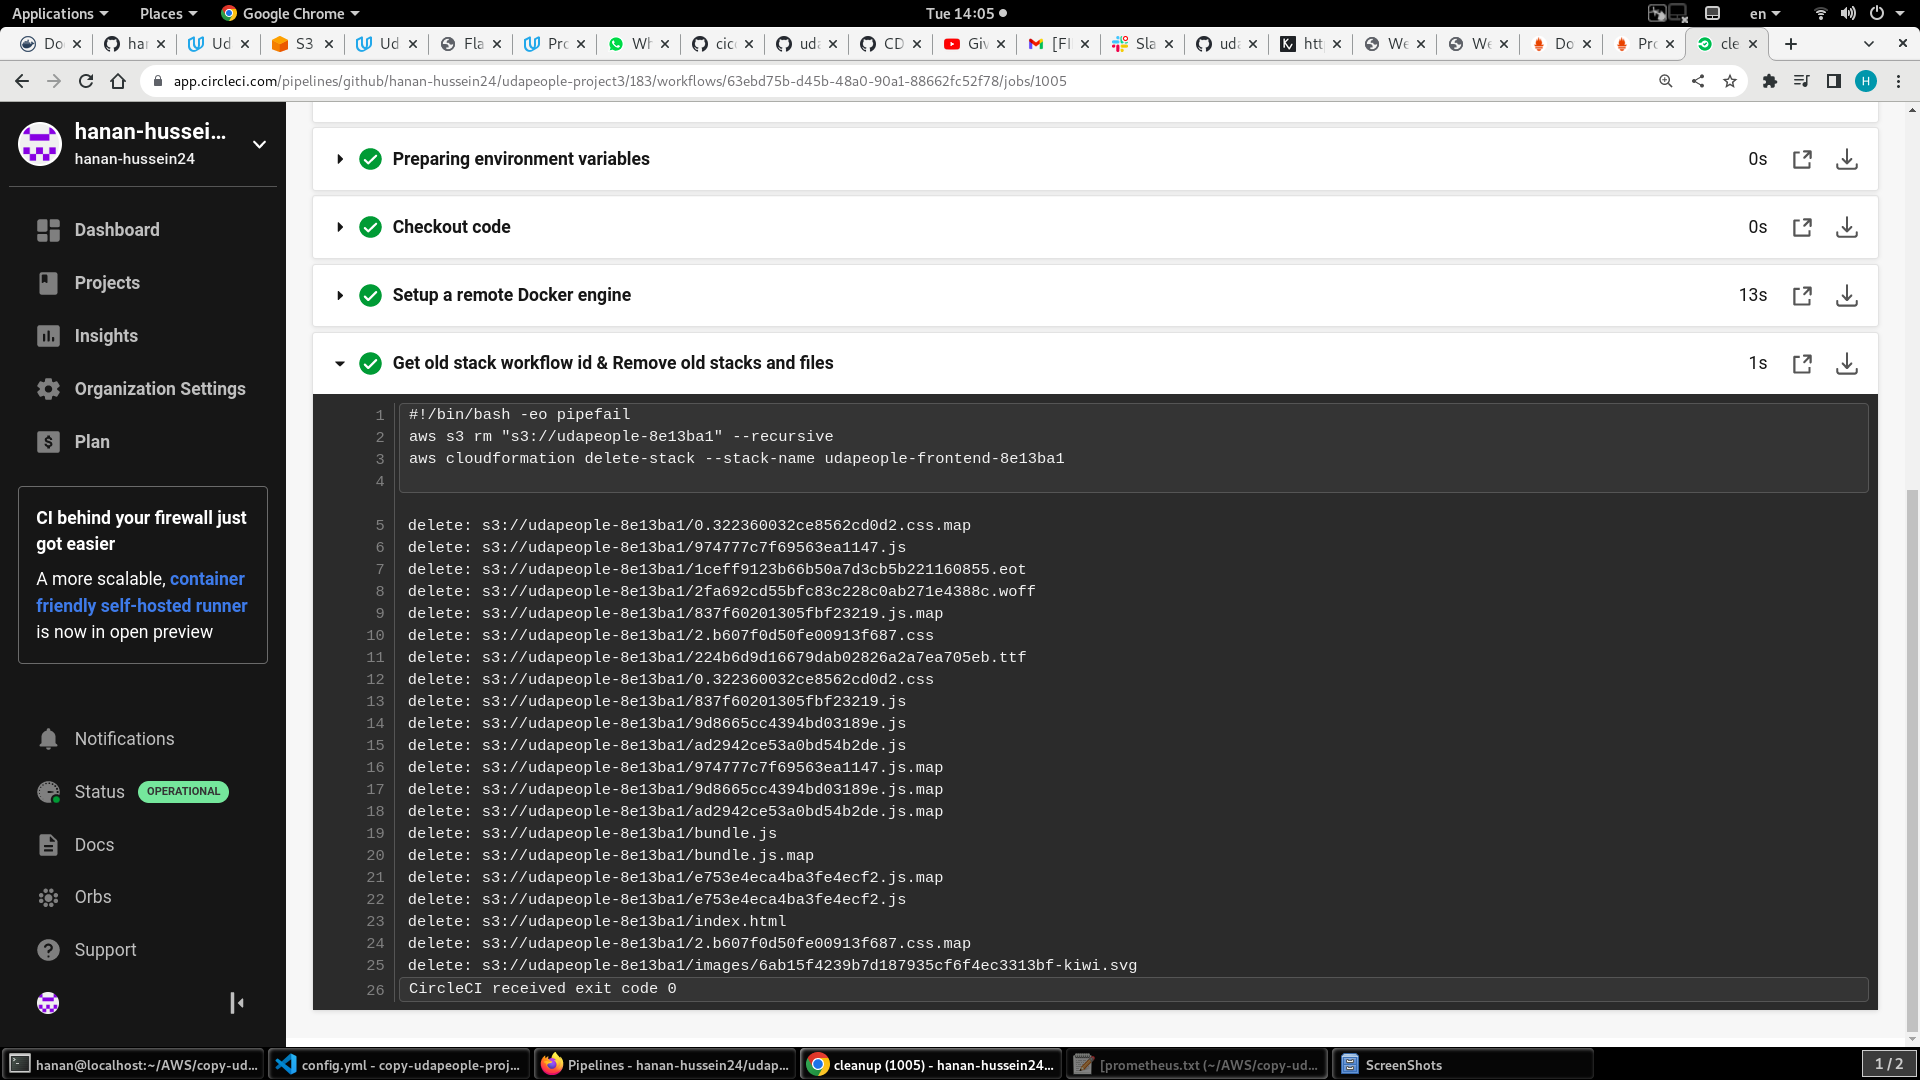 Applications
Places
Google Chrome
Tue 14:05
en
Do
har
Ud
S3
Ud
Fla
Pro
Wh
circ
uda
CD
Giv
[FI
Sla
uda
htt
We
We
Do
Pro
cle
app.circleci.com/pipelines/github/hanan-hussein24/udapeople-project3/183/workflows/63ebd75b-d45b-48a0-90a1-88662fc52f78/jobs/1005
H
hanan-hussei...
hanan-hussein24
Dashboard
Projects
Insights
Organization Settings
Plan
CI behind your firewall just
got easier
A more scalable, container
friendly self-hosted runner
is now in open preview
Notifications
Status OPERATIONAL
Docs
Orbs
Support
Preparing environment variables 0s
Checkout code 0s
Setup a remote Docker engine 13s
Get old stack workflow id & Remove old stacks and files 1s
1 #!/bin/bash -eo pipefail
2 aws s3 rm "s3://udapeople-8e13ba1" --recursive
3 aws cloudformation delete-stack --stack-name udapeople-frontend-8e13ba1
4
5 delete: s3://udapeople-8e13ba1/0.322360032ce8562cd0d2.css.map
6 delete: s3://udapeople-8e13ba1/974777c7f69563ea1147.js
7 delete: s3://udapeople-8e13ba1/1ceff9123b66b50a7d3cb5b221160855.eot
8 delete: s3://udapeople-8e13ba1/2fa692cd55bfc83c228c0ab271e4388c.woff
9 delete: s3://udapeople-8e13ba1/837f60201305fbf23219.js.map
10 delete: s3://udapeople-8e13ba1/2.b607f0d50fe00913f687.css
11 delete: s3://udapeople-8e13ba1/224b6d9d16679dab02826a2a7ea705eb.ttf
12 delete: s3://udapeople-8e13ba1/0.322360032ce8562cd0d2.css
13 delete: s3://udapeople-8e13ba1/837f60201305fbf23219.js
14 delete: s3://udapeople-8e13ba1/9d8665cc4394bd03189e.js
15 delete: s3://udapeople-8e13ba1/ad2942ce53a0bd54b2de.js
16 delete: s3://udapeople-8e13ba1/974777c7f69563ea1147.js.map
17 delete: s3://udapeople-8e13ba1/9d8665cc4394bd03189e.js.map
18 delete: s3://udapeople-8e13ba1/ad2942ce53a0bd54b2de.js.map
19 delete: s3://udapeople-8e13ba1/bundle.js
20 delete: s3://udapeople-8e13ba1/bundle.js.map
21 delete: s3://udapeople-8e13ba1/e753e4eca4ba3fe4ecf2.js.map
22 delete: s3://udapeople-8e13ba1/e753e4eca4ba3fe4ecf2.js
23 delete: s3://udapeople-8e13ba1/index.html
24 delete: s3://udapeople-8e13ba1/2.b607f0d50fe00913f687.css.map
25 delete: s3://udapeople-8e13ba1/images/6ab15f4239b7d187935cf6f4ec3313bf-kiwi.svg
26 CircleCI received exit code 0
hanan@localhost:~/AWS/copy-ud...
config.yml - copy-udapeople-proj...
Pipelines - hanan-hussein24/udap...
cleanup (1005) - hanan-hussein24...
[prometheus.txt (~/AWS/copy-ud...
ScreenShots
1 / 2